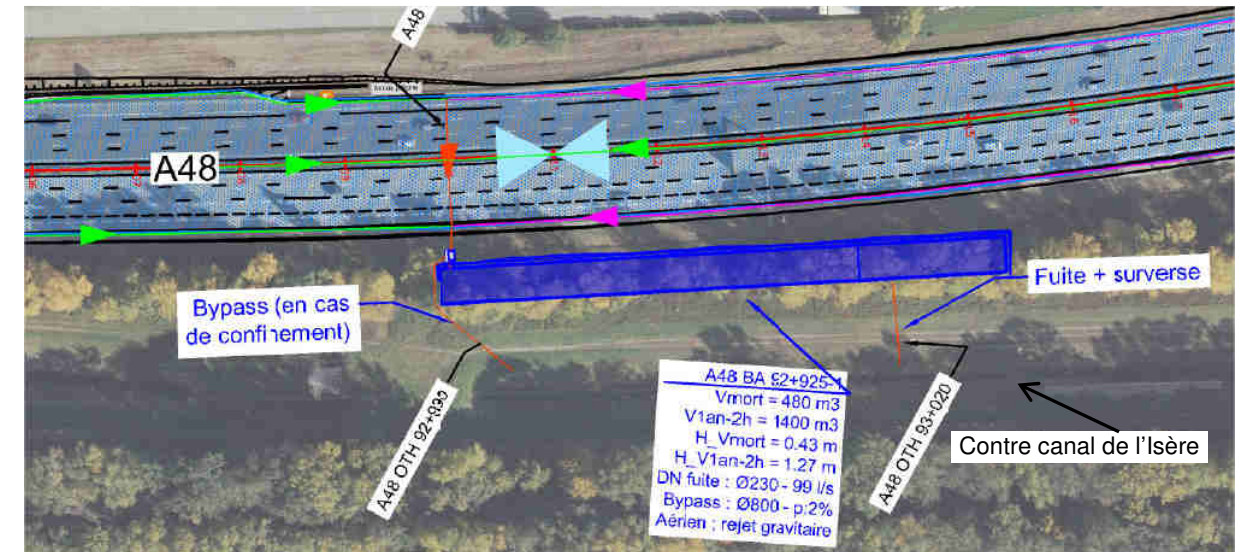 A48
A48
Bypass (en cas
de confinement)
Fuite + surverse
A48 BA 92+925-1
Vmort = 480 m3
V1an-2h = 1400 m3
H_Vmort = 0.43 m
H_V1an-2h = 1.27 m
DN fuite : Ø230 - 99 l/s
Bypass : Ø800 - p:2%
Aérien : rejet gravitaire
A48 OTH
A48 OTH 93+020
Contre canal de l'Isère